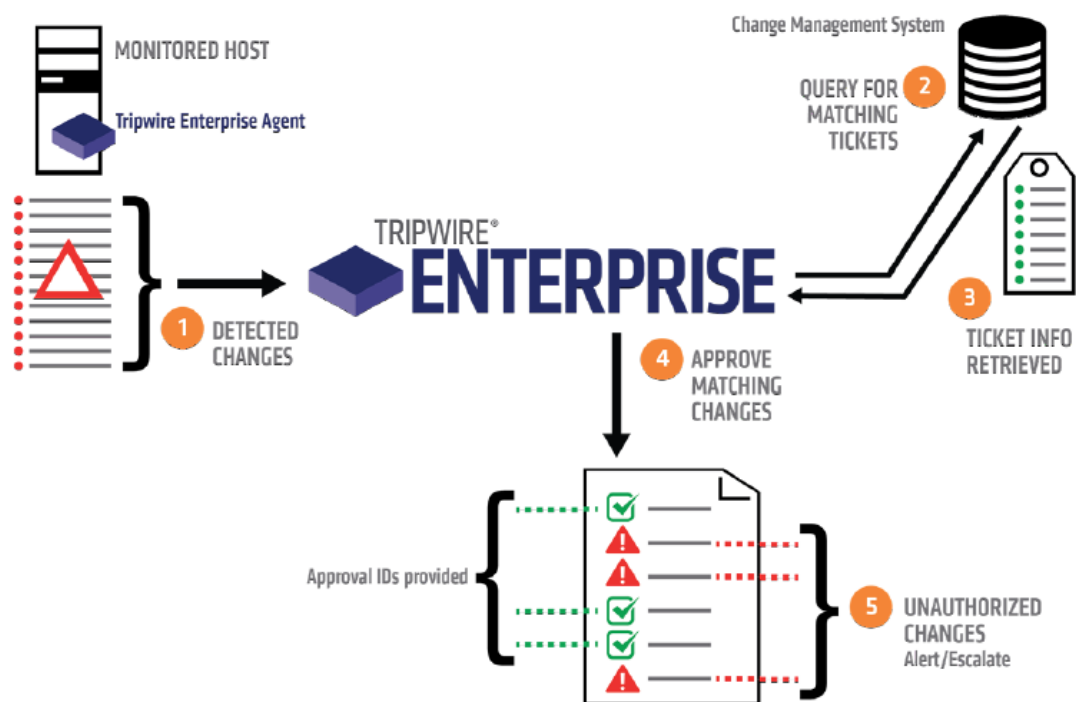 MONITORED HOST
Tripwire Enterprise Agent
Change Management System
2
QUERY FOR
MATCHING
TICKETS
TRIPWIRE®
ENTERPRISE
1
DETECTED
CHANGES
3
TICKET INFO
RETRIEVED
4
APPROVE
MATCHING
CHANGES
Approval IDs provided
5
UNAUTHORIZED
CHANGES
Alert/Escalate